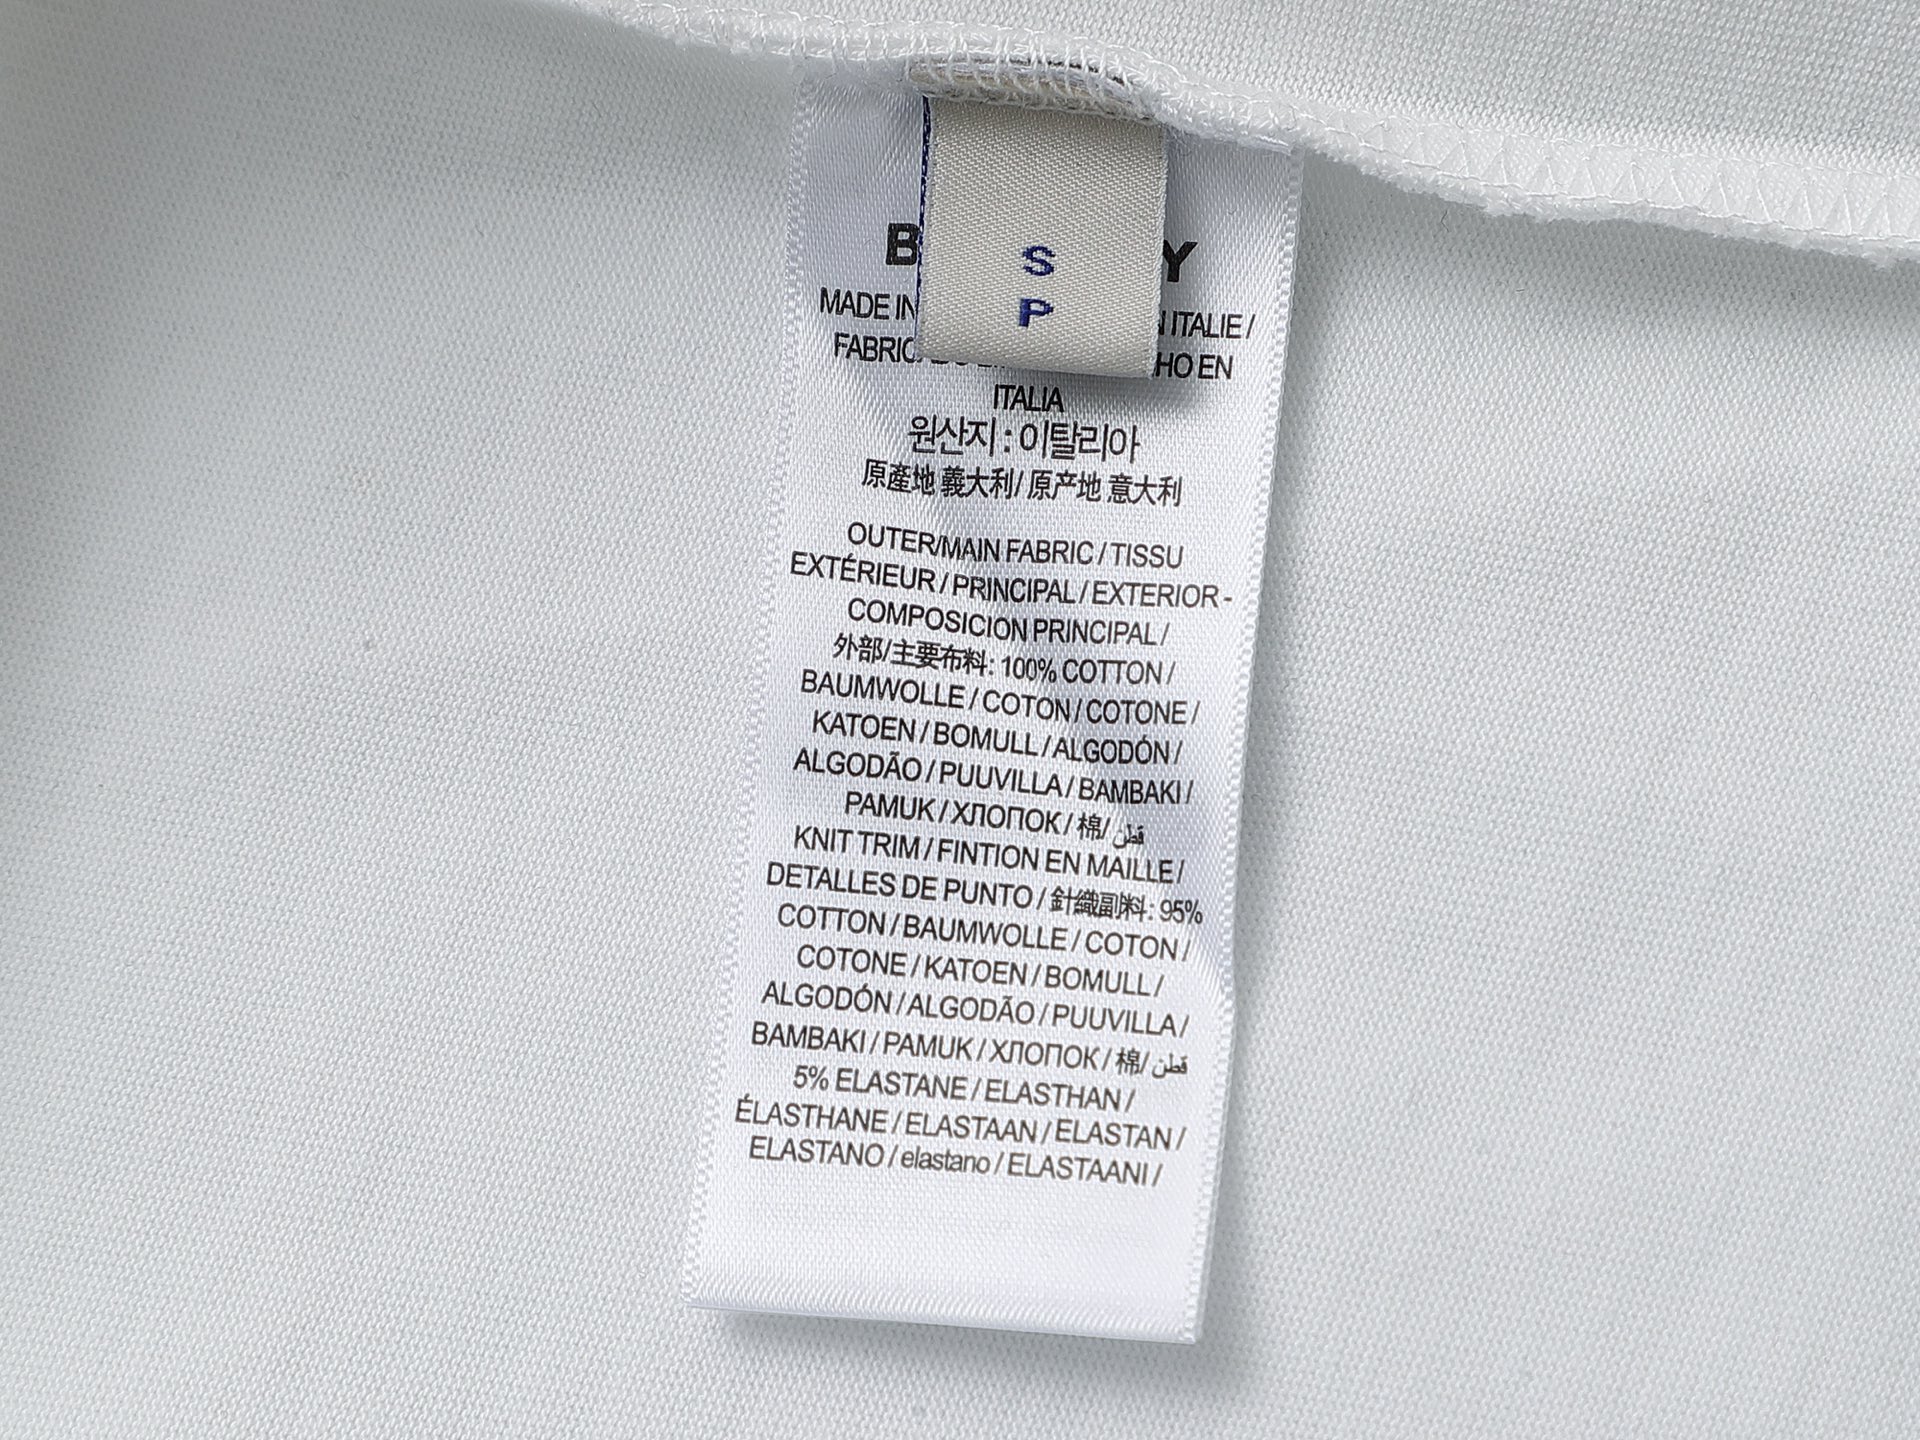 S
P
MADE IN
ITALIE /
EN
ITALIA
원산지 : 이탈리아
原產地 義大利 / 原产地 意大利
OUTER/MAIN FABRIC / TISSU
EXTÉRIEUR / PRINCIPAL / EXTERIOR -
COMPOSICION PRINCIPAL /
外部/主要布料: 100% COTTON /
BAUMWOLLE / COTON / COTONE /
KATOEN / BOMULL / ALGODÓN /
ALGODÃO / PUUVILLA / BAMBAKI /
PAMUK / ХЛОПОК / 棉/ قطن
KNIT TRIM / FINTION EN MAILLE /
DETALLES DE PUNTO / 針織副料: 95%
COTTON / BAUMWOLLE / COTON /
COTONE / KATOEN / BOMULL /
ALGODÓN / ALGODÃO / PUUVILLA /
BAMBAKI / PAMUK / ХЛОПОК / 棉/ قطن
5% ELASTANE / ELASTHAN /
ÉLASTHANE / ELASTAAN / ELASTAN /
ELASTANO / elastano / ELASTAANI /